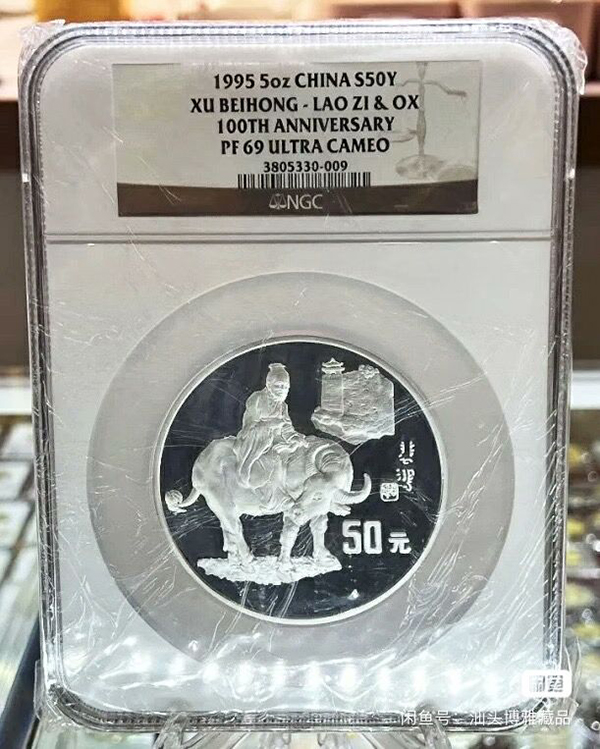 1995 5oz CHINA S50Y
XU BEIHONG - LAO ZI & OX
100TH ANNIVERSARY
PF 69 ULTRA CAMEO
3805330-009
NGC
悲鸿
50元
闲鱼号：汕头博雅藏品